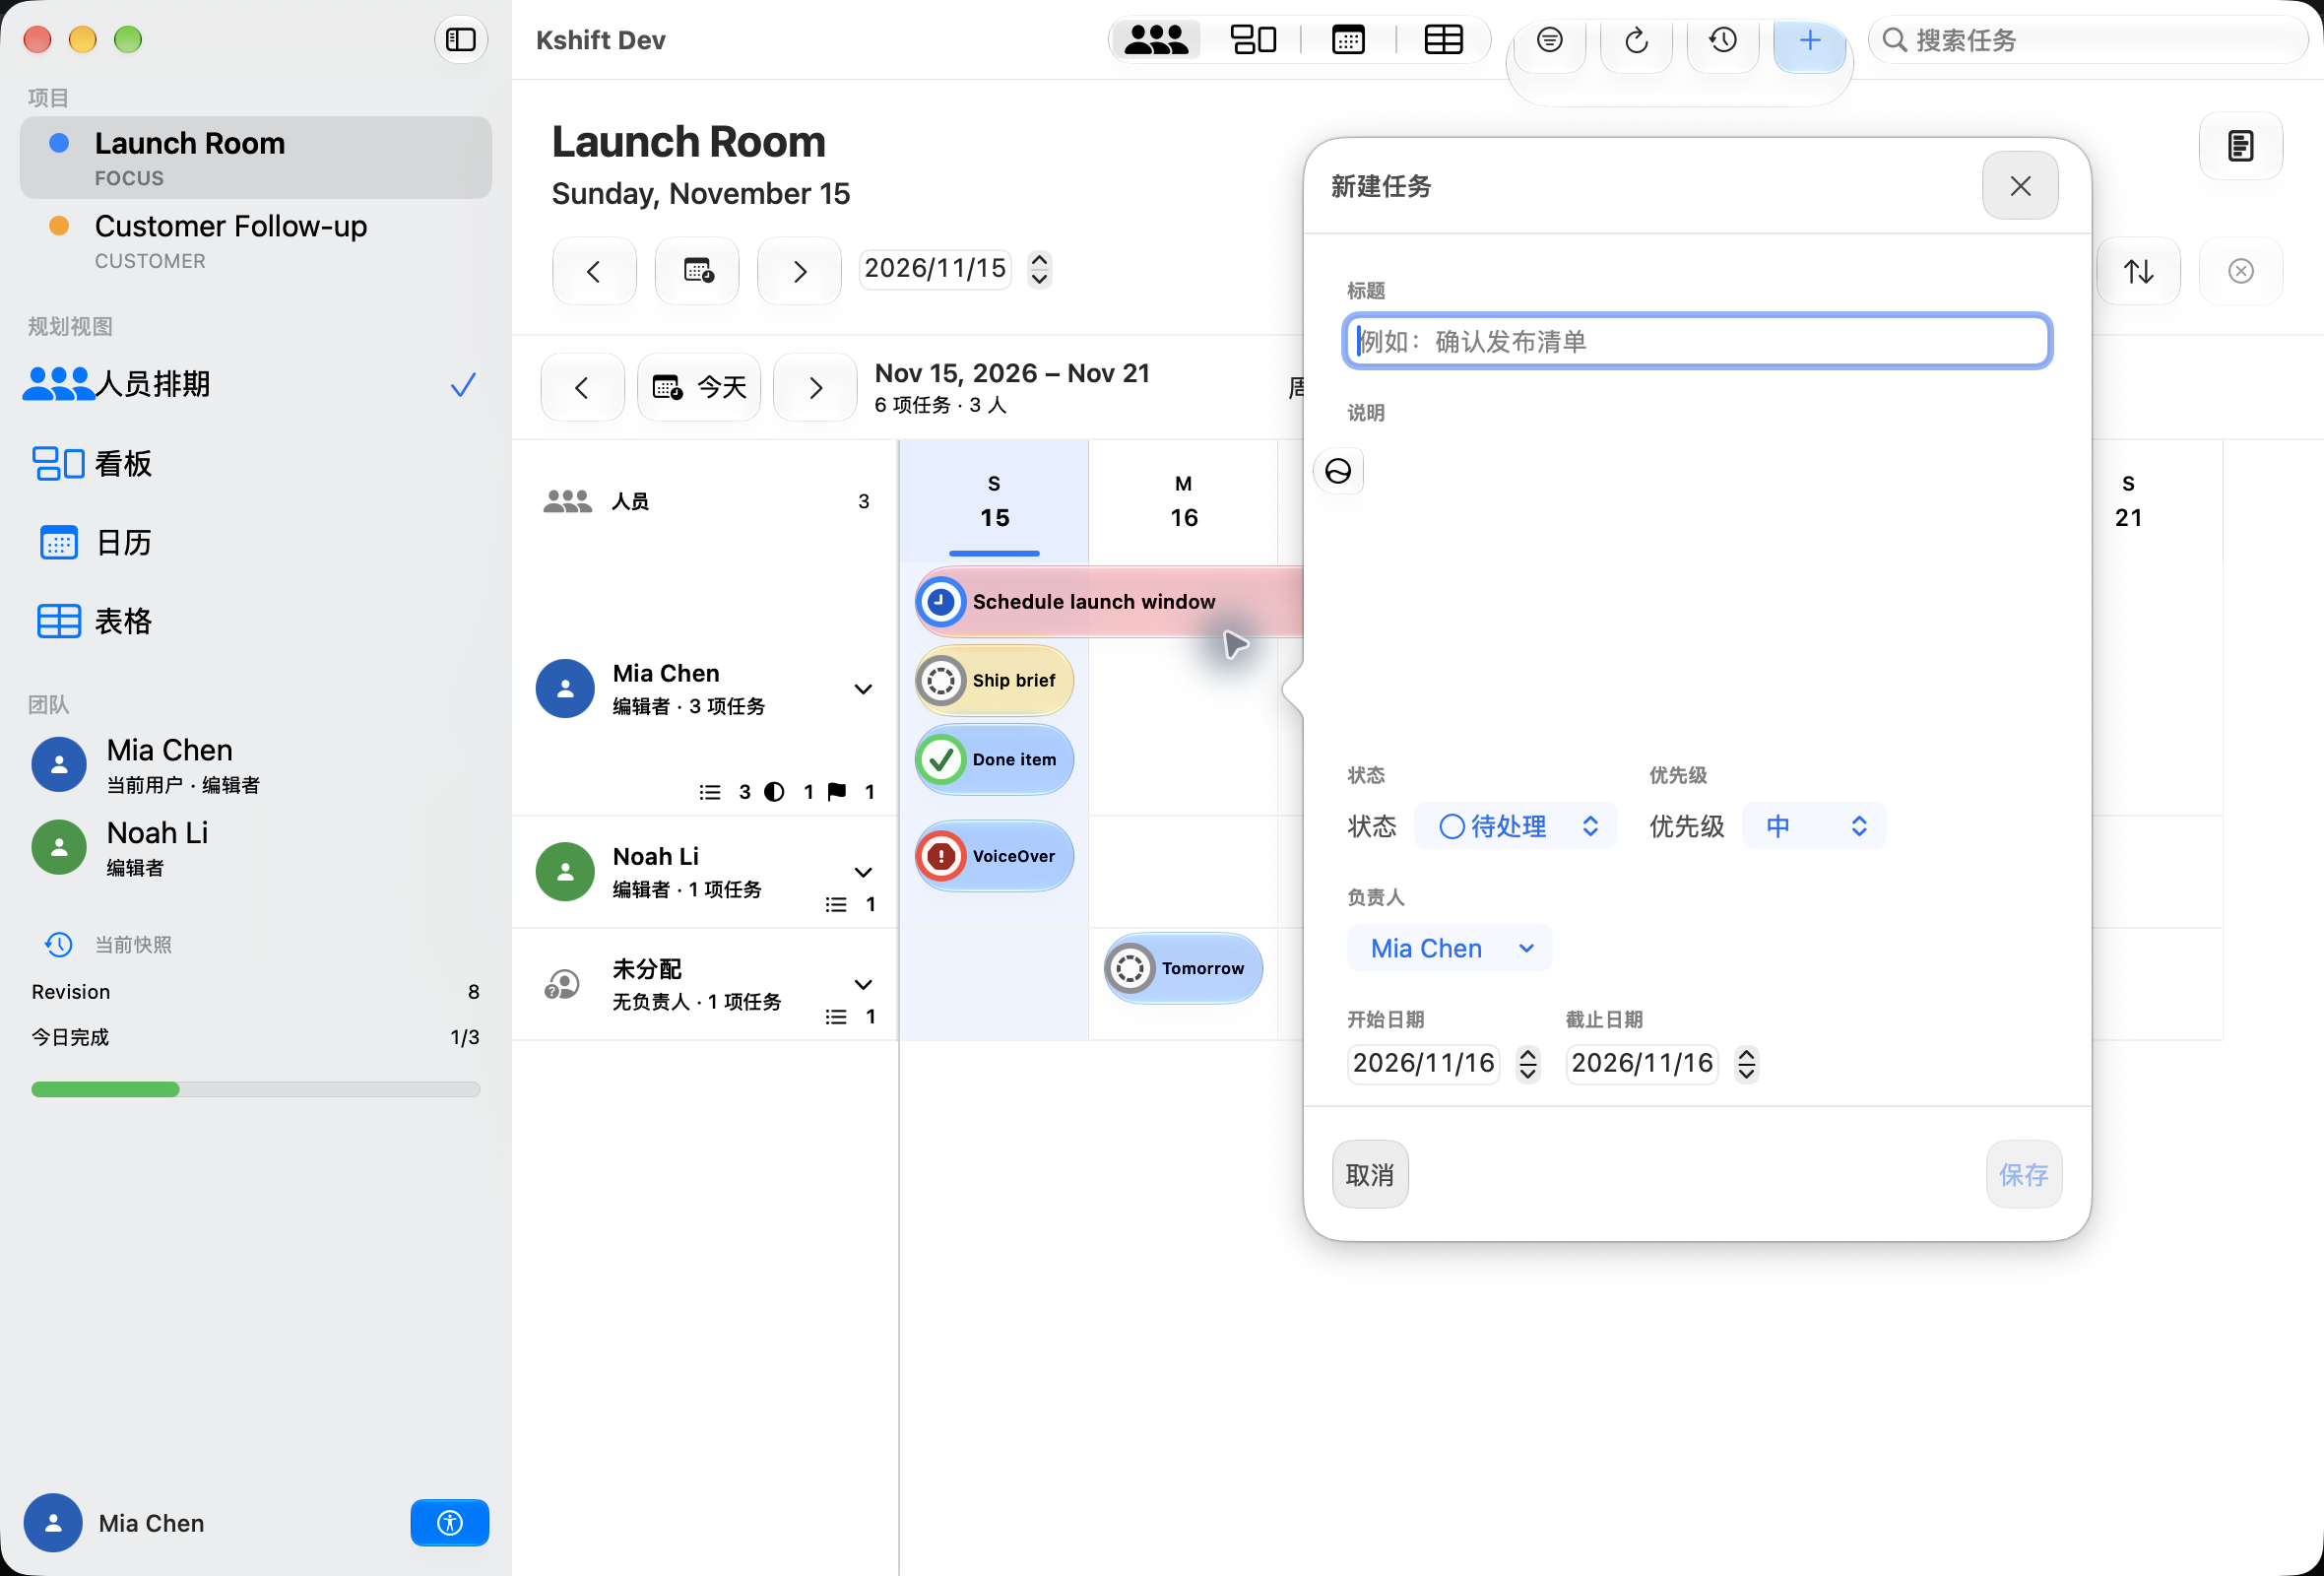 Kshift Dev
搜索任务
项目
Launch Room
FOCUS
Customer Follow-up
CUSTOMER
规划视图
人员排期
看板
日历
表格
团队
Mia Chen
当前用户 · 编辑者
Noah Li
编辑者
当前快照
Revision 8
今日完成 1/3
Mia Chen
Launch Room
Sunday, November 15
2026/11/15
今天
Nov 15, 2026 – Nov 21
6 项任务 · 3 人
周
人员 3
S
15
M
16
S
21
Schedule launch window
Mia Chen
编辑者 · 3 项任务
3 1 1
Ship brief
Done item
Noah Li
编辑者 · 1 项任务
1
VoiceOver
未分配
无负责人 · 1 项任务
1
Tomorrow
新建任务
标题
例如：确认发布清单
说明
状态 优先级
状态 待处理 优先级 中
负责人
Mia Chen
开始日期 截止日期
2026/11/16 2026/11/16
取消 保存